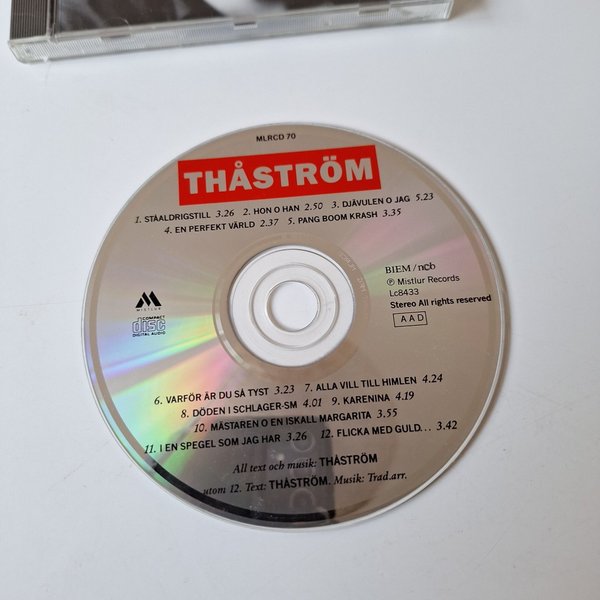 MLRCD 70
THÅSTRÖM
1. STÅALDRIGSTILL 3.26 2. HON O HAN 2.50 3. DJÄVULEN O JAG 5.23
4. EN PERFEKT VÄRLD 2.37 5. PANG BOOM KRASH 3.35
BIEM/ncb
℗ Mistlur Records
Lc8433
Stereo All rights reserved
AAD
MISTLUR
COMPACT
disc
DIGITAL AUDIO
6. VARFÖR ÄR DU SÅ TYST 3.23 7. ALLA VILL TILL HIMLEN 4.24
8. DÖDEN I SCHLAGER-SM 4.01 9. KARENINA 4.19
10. MÄSTAREN O EN ISKALL MARGARITA 3.55
11. I EN SPEGEL SOM JAG HAR 3.26 12. FLICKA MED GULD... 3.42
All text och musik: THÅSTRÖM
utom 12. Text: THÅSTRÖM. Musik: Trad.arr.